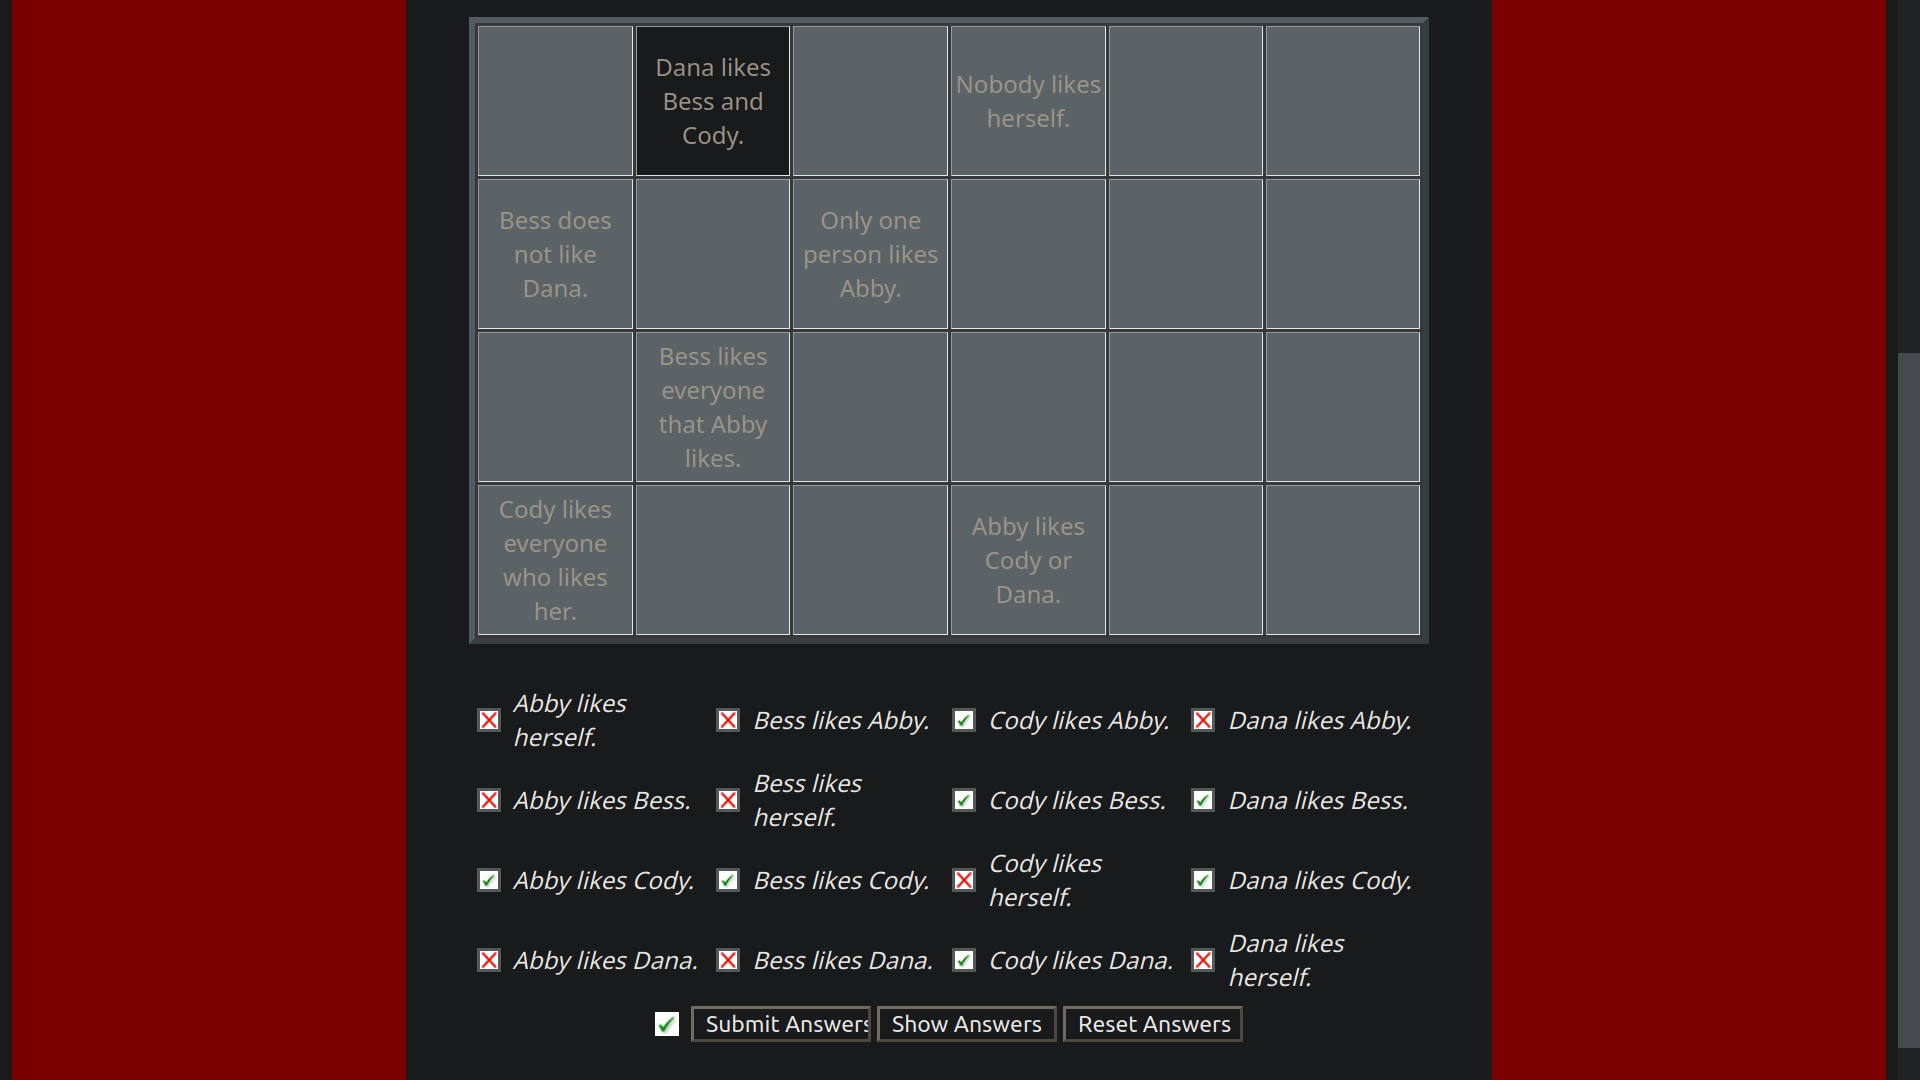 Dana likes
Bess and
Cody.
Nobody likes
herself.
Bess does
not like
Dana.
Only one
person likes
Abby.
Bess likes
everyone
that Abby
likes.
Cody likes
everyone
who likes
her.
Abby likes
Cody or
Dana.
Abby likes
herself.
Bess likes Abby.
Cody likes Abby.
Dana likes Abby.
Abby likes Bess.
Bess likes
herself.
Cody likes Bess.
Dana likes Bess.
Abby likes Cody.
Bess likes Cody.
Cody likes
herself.
Dana likes Cody.
Abby likes Dana.
Bess likes Dana.
Cody likes Dana.
Dana likes
herself.
Submit Answers
Show Answers
Reset Answers